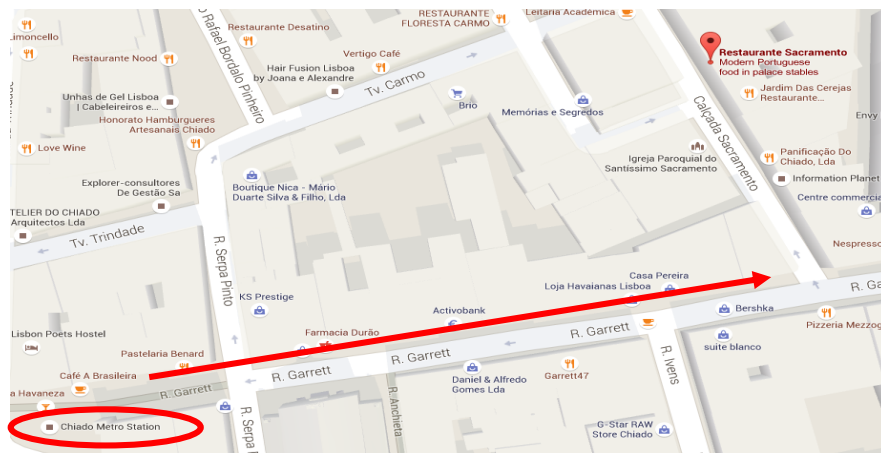 RESTAURANTE
FLORESTA CARMO
Leitaria Académica
Limoncello
Restaurante Desatino
R. Rafael Bordalo Pinheiro
Restaurante Nood
Vertigo Café
Hair Fusion Lisboa
by Joana e Alexandre
Tv. Carmo
Restaurante Sacramento
Modern Portuguese
food in palace stables
Jardim Das Cerejas
Restaurante...
Unhas de Gel Lisboa
| Cabeleireiros e...
Brio
Memórias e Segredos
Calçada Sacramento
Envy
Honorato Hamburgueres
Artesanais Chiado
Love Wine
Igreja Paroquial do
Santíssimo Sacramento
Panificação Do
Chiado, Lda
Information Planet
Explorer-consultores
De Gestão Sa
Boutique Nica - Mário
Duarte Silva & Filho, Lda
Centre commercia
TELIER DO CHIADO
Arquitectos Lda
Tv. Trindade
R. Serpa Pinto
Nespresso
Casa Pereira
Loja Havaianas Lisboa
R. Ga
KS Prestige
Activobank
Bershka
Lisbon Poets Hostel
Farmacia Durão
R. Garrett
Pizzeria Mezzog
Pastelaria Benard
R. Garrett
suite blanco
Café A Brasileira
R. Garrett
Daniel & Alfredo
Gomes Lda
Garrett47
R. Ivens
a Havaneza
R. Garrett
R. Anchieta
R. Serpa
Chiado Metro Station
G-Star RAW
Store Chiado